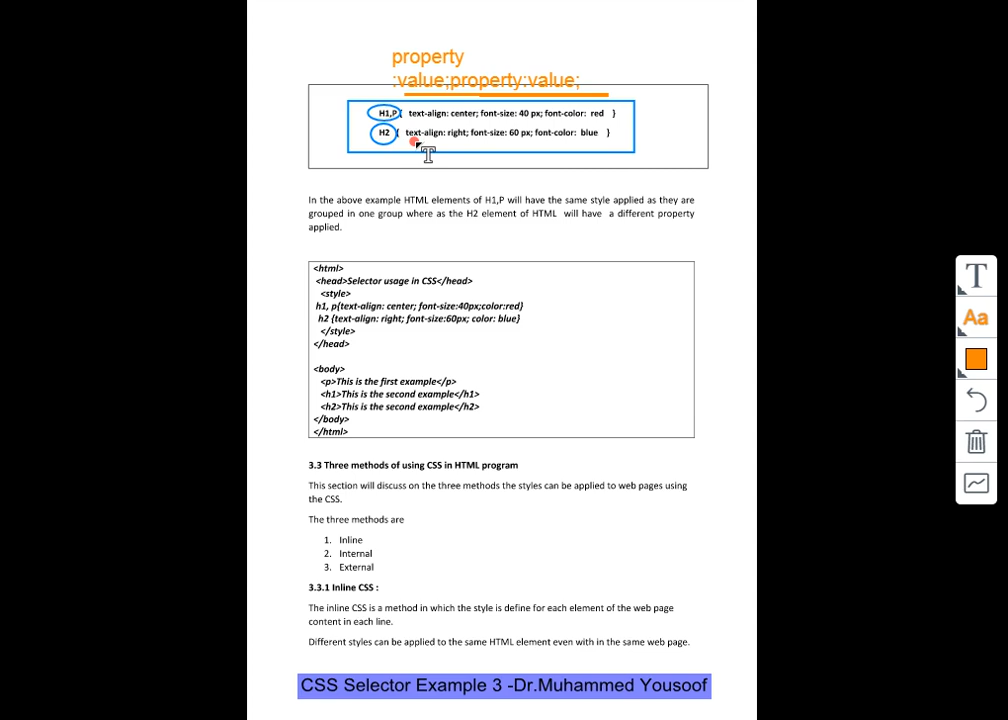 property
:value;property:value;
H1,P{ text-align: center; font-size: 40 px; font-color: red }
H2 { text-align: right; font-size: 60 px; font-color: blue }
T
In the above example HTML elements of H1,P will have the same style applied as they are
grouped in one group where as the H2 element of HTML will have a different property
applied.
<html>
<head>Selector usage in CSS</head>
<style>
h1, p{text-align: center; font-size:40px;color:red}
h2 {text-align: right; font-size:60px; color: blue}
</style>
</head>
<body>
<p>This is the first example</p>
<h1>This is the second example</h1>
<h2>This is the second example</h2>
</body>
</html>
3.3 Three methods of using CSS in HTML program
This section will discuss on the three methods the styles can be applied to web pages using
the CSS.
The three methods are
1. Inline
2. Internal
3. External
3.3.1 Inline CSS :
The inline CSS is a method in which the style is define for each element of the web page
content in each line.
Different styles can be applied to the same HTML element even with in the same web page.
CSS Selector Example 3 -Dr.Muhammed Yousoof
T
Aa